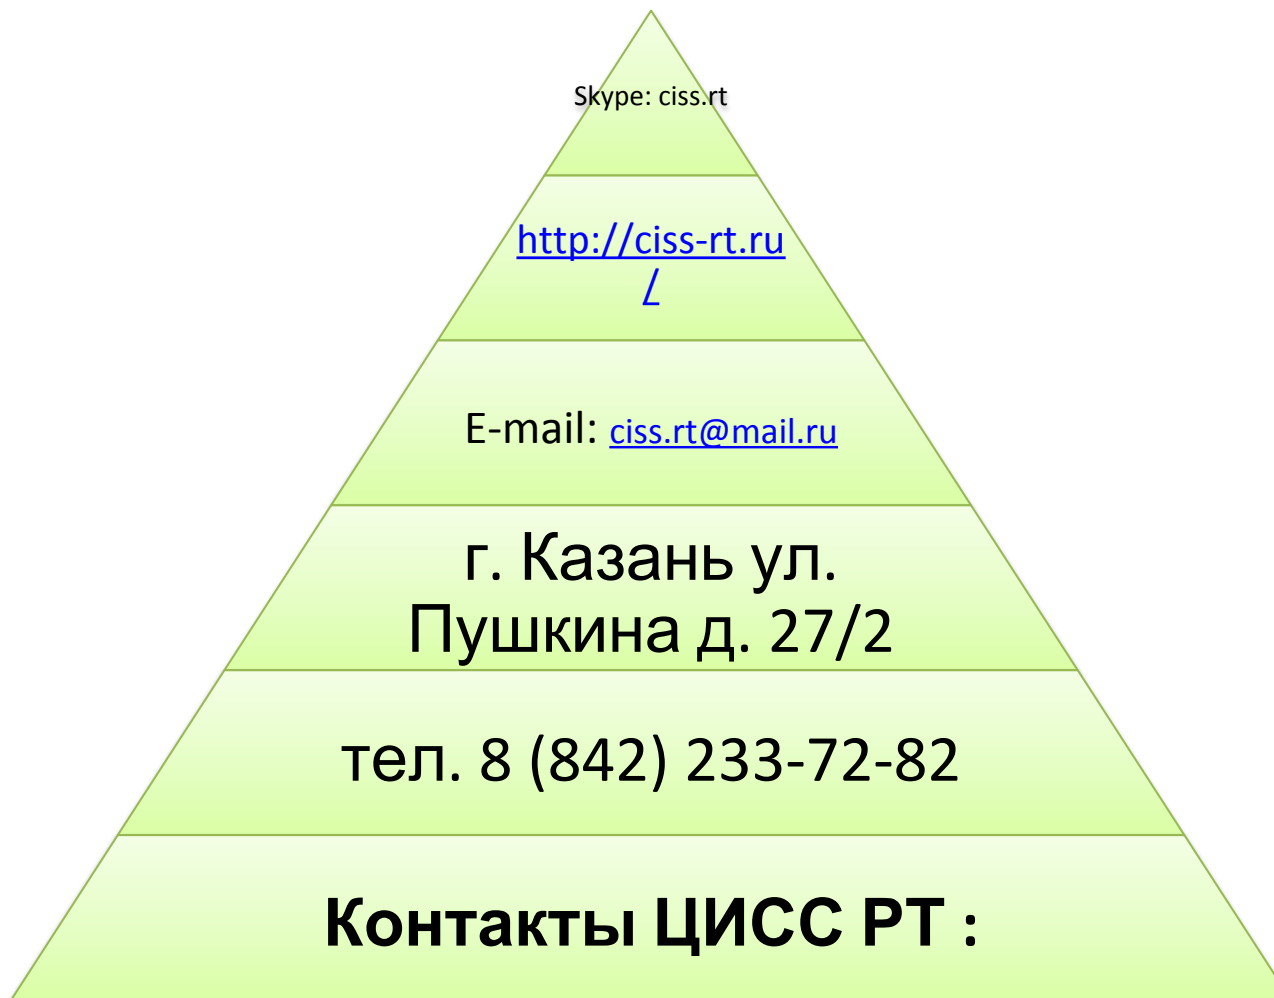 Skype: ciss.rt
http://ciss-rt.ru
/
E-mail: ciss.rt@mail.ru
г. Казань ул.
Пушкина д. 27/2
тел. 8 (842) 233-72-82
Контакты ЦИСС РТ :